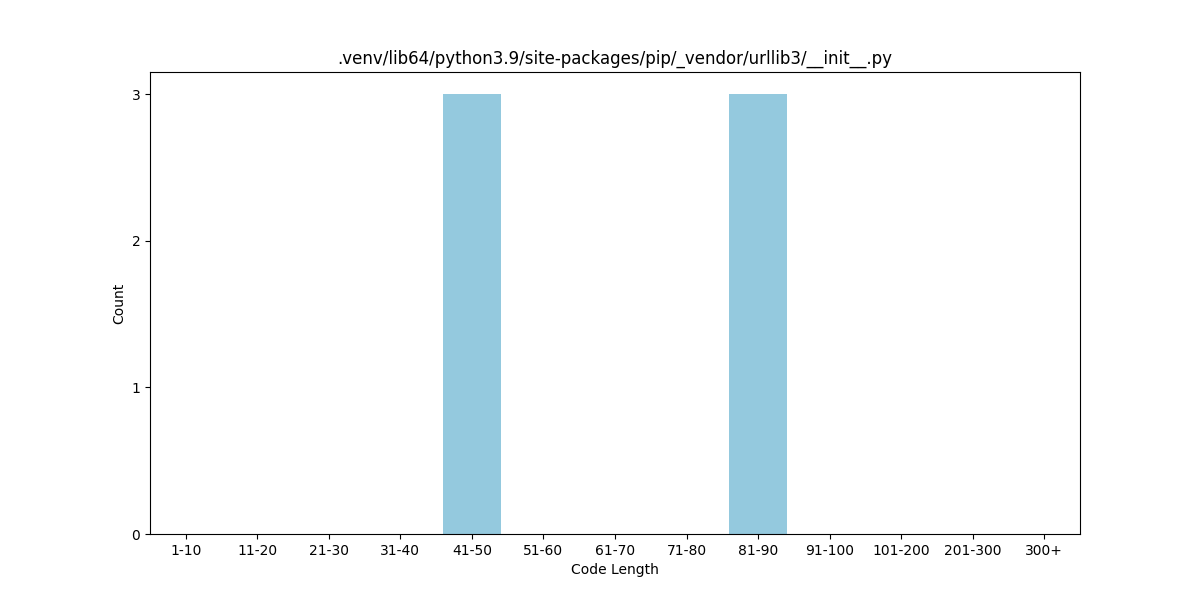 .venv/lib64/python3.9/site-packages/pip/_vendor/urllib3/__init__.py
3
2
1
0
Count
1-10 11-20 21-30 31-40 41-50 51-60 61-70 71-80 81-90 91-100 101-200 201-300 300+
Code Length